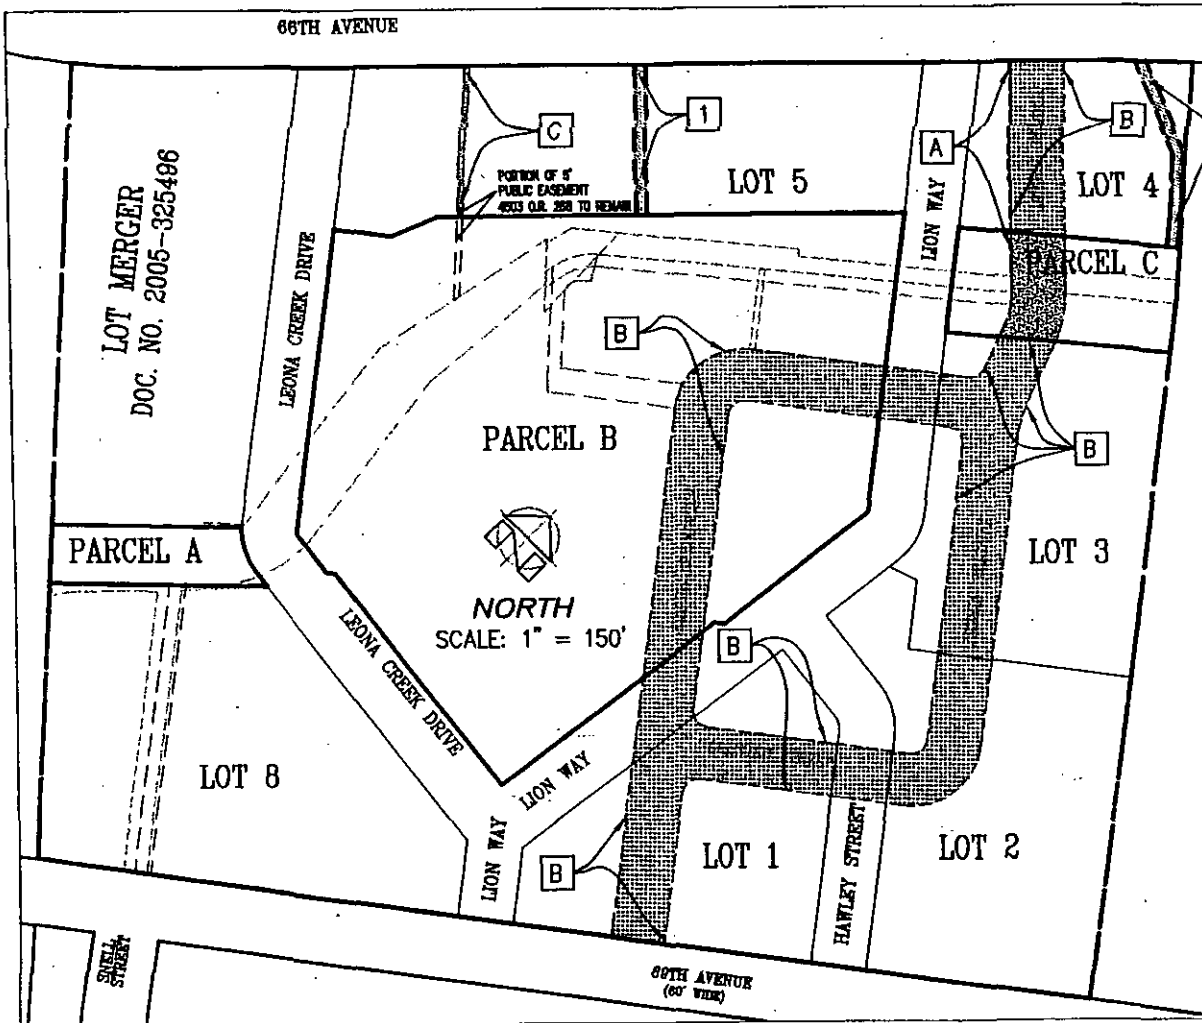 66TH AVENUE
C
1
A
B
LOT MERGER
DOC. NO. 2005-325496
LEONA CREEK DRIVE
PORTION OF 5'
PUBLIC EASEMENT
4503 O.R. 268 TO REMAIN
LOT 5
LION WAY
LOT 4
PARCEL C
B
PARCEL B
B
PARCEL A
LOT 3
NORTH
SCALE: 1" = 150'
LEONA CREEK DRIVE
B
LOT 8
LION WAY
LION WAY
B
LOT 1
HAWLEY STREET
LOT 2
SNELL
STREET
69TH AVENUE
(60' WIDE)